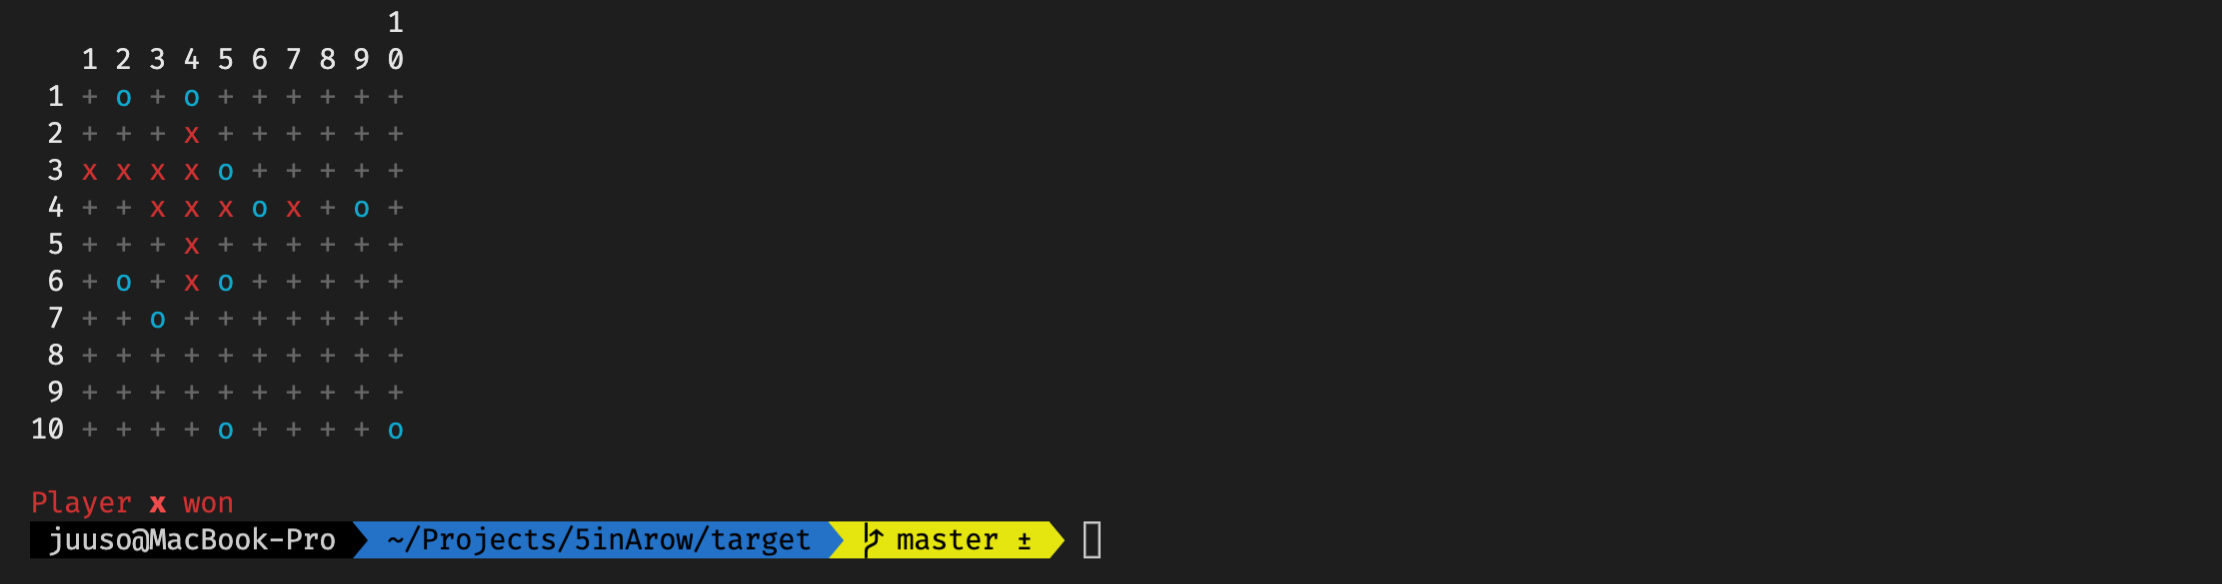 1
1 2 3 4 5 6 7 8 9 0
1 + o + o + + + + + +
2 + + + x + + + + + +
3 x x x x o + + + + +
4 + + x x x o x + o +
5 + + + x + + + + + +
6 + o + x o + + + + +
7 + + o + + + + + + +
8 + + + + + + + + + +
9 + + + + + + + + + +
10 + + + + o + + + + o
Player x won
juuso@MacBook-Pro ~/Projects/5inArow/target master ±